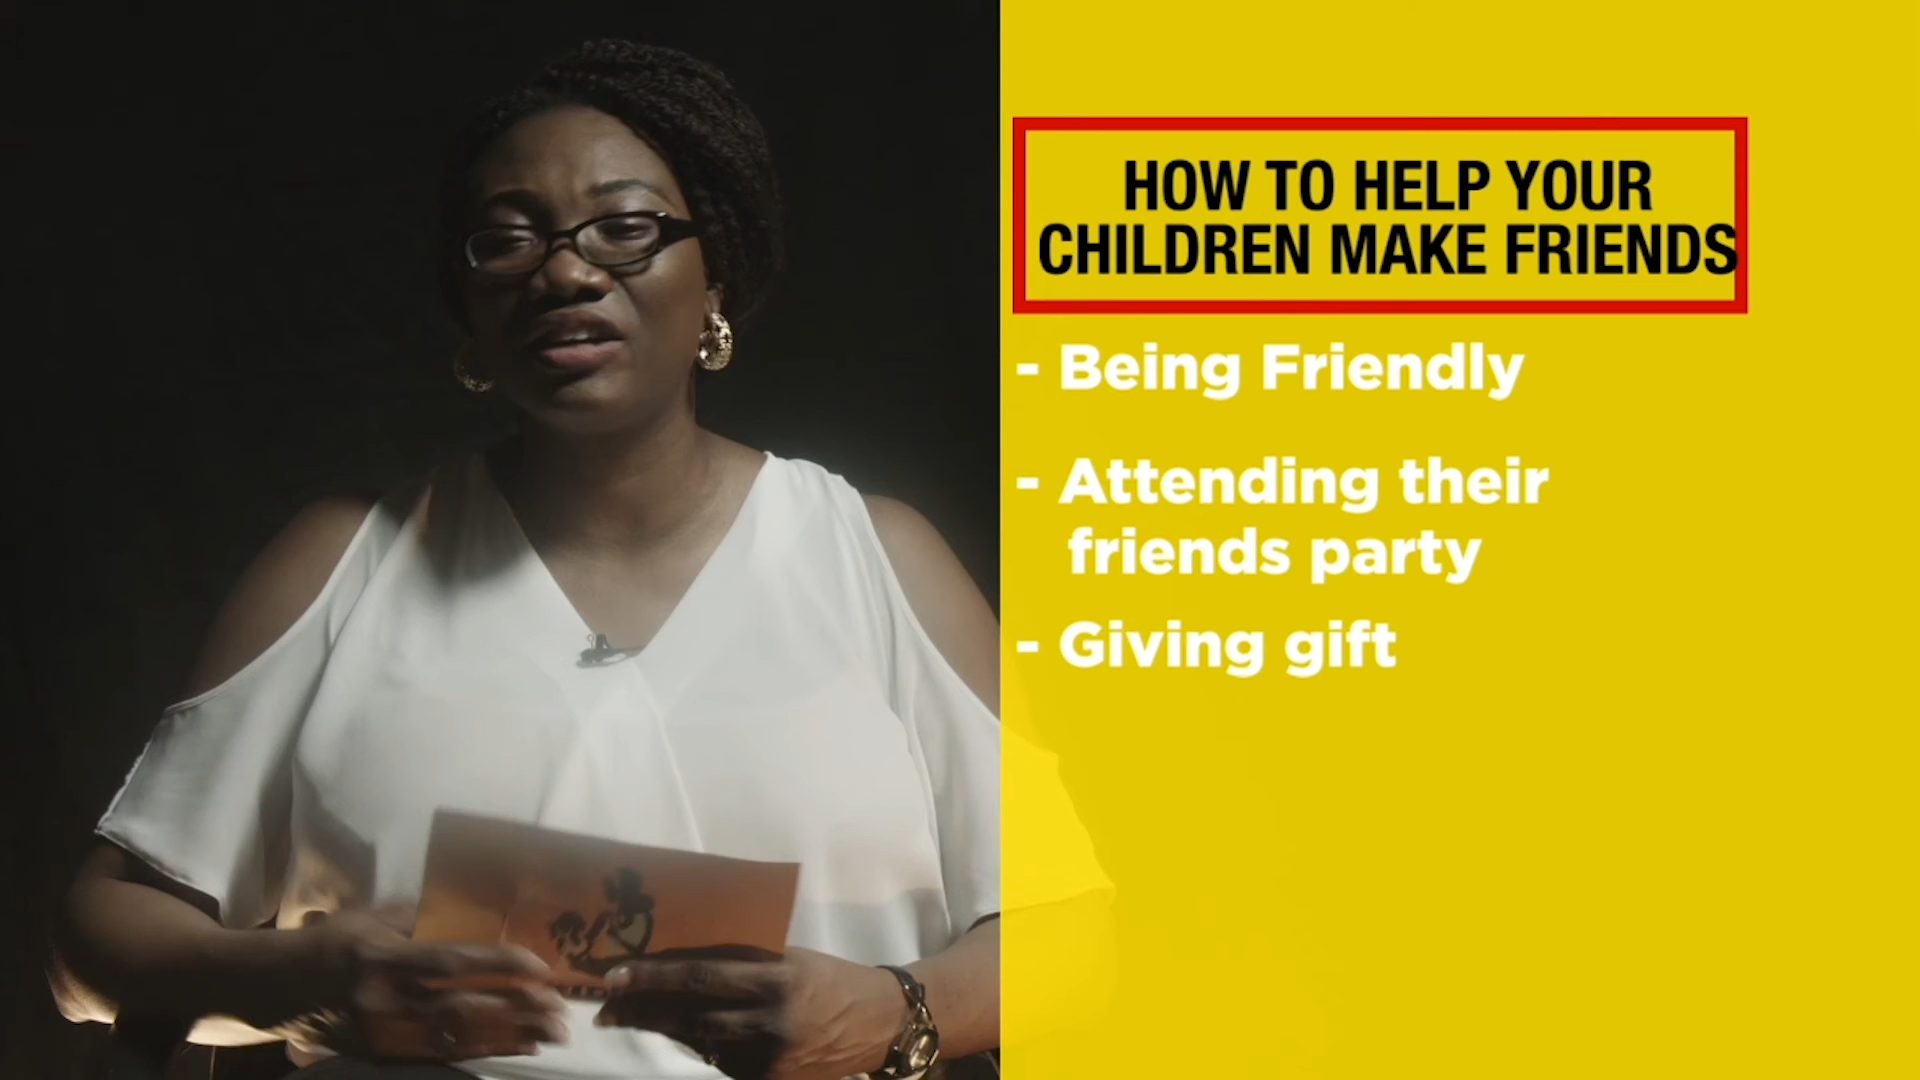 HOW TO HELP YOUR
CHILDREN MAKE FRIENDS
- Being Friendly
- Attending their
friends party
- Giving gift